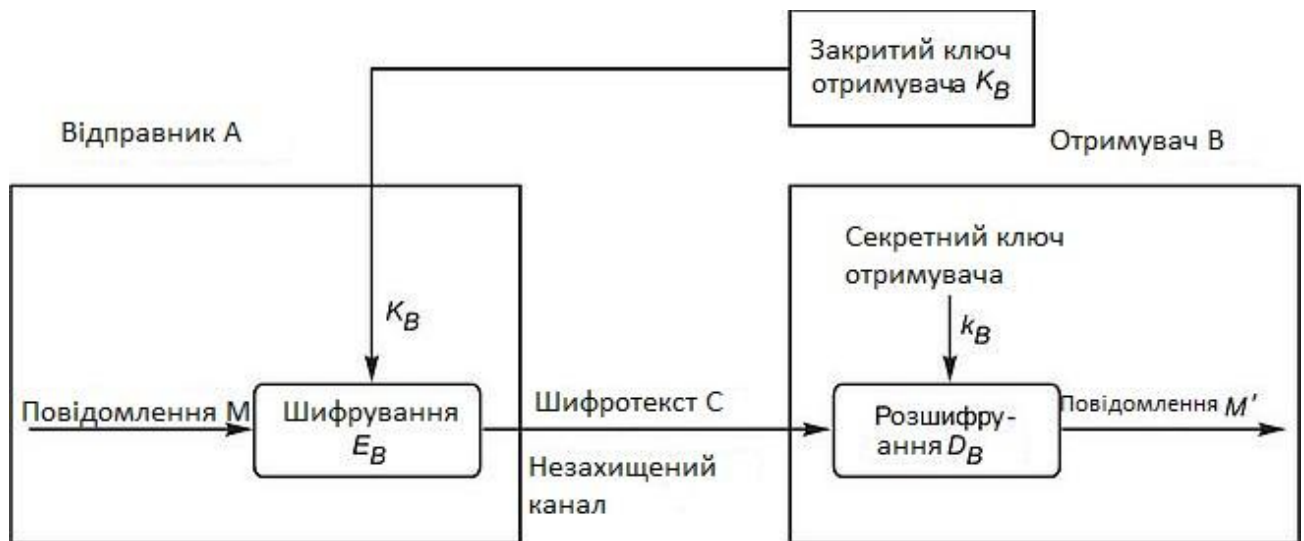 Закритий ключ
отримувача K_B
Відправник А
Отримувач В
Секретний ключ
отримувача
K_B
k_B
Повідомлення М
Шифрування
E_B
Шифротекст С
Незахищений
канал
Розшифру-
ання D_B
Повідомлення M'